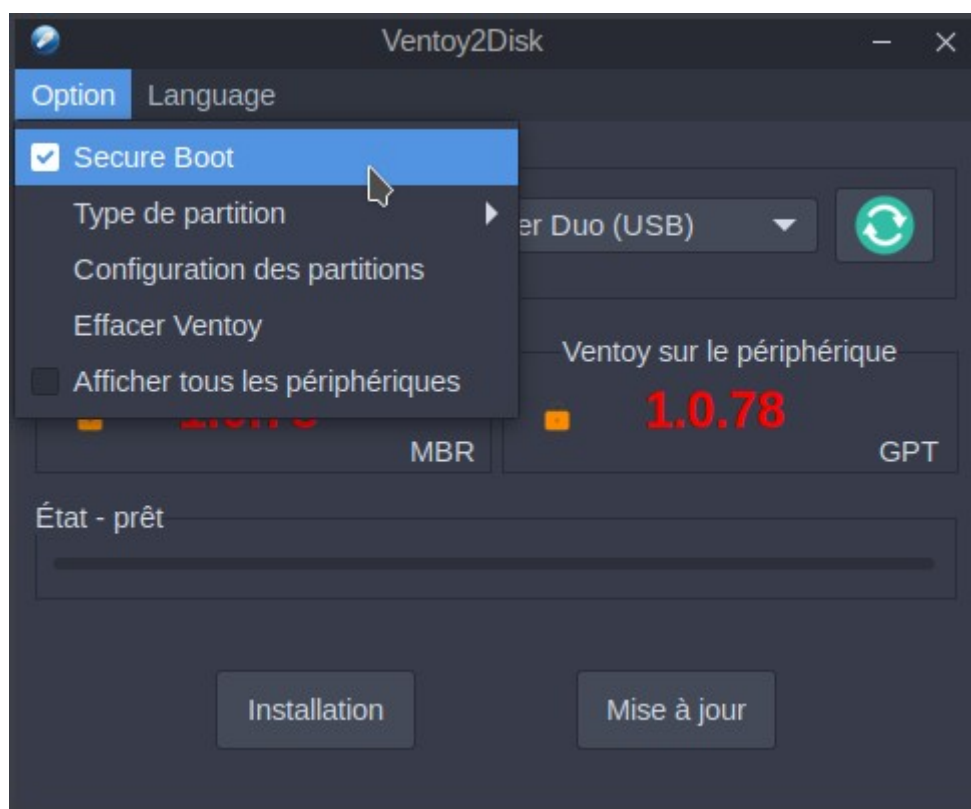 Ventoy2Disk
Option Language
Secure Boot
Type de partition
er Duo (USB)
Configuration des partitions
Effacer Ventoy
Ventoy sur le périphérique
Afficher tous les périphériques
1.0.78
MBR
GPT
État - prêt
Installation
Mise à jour